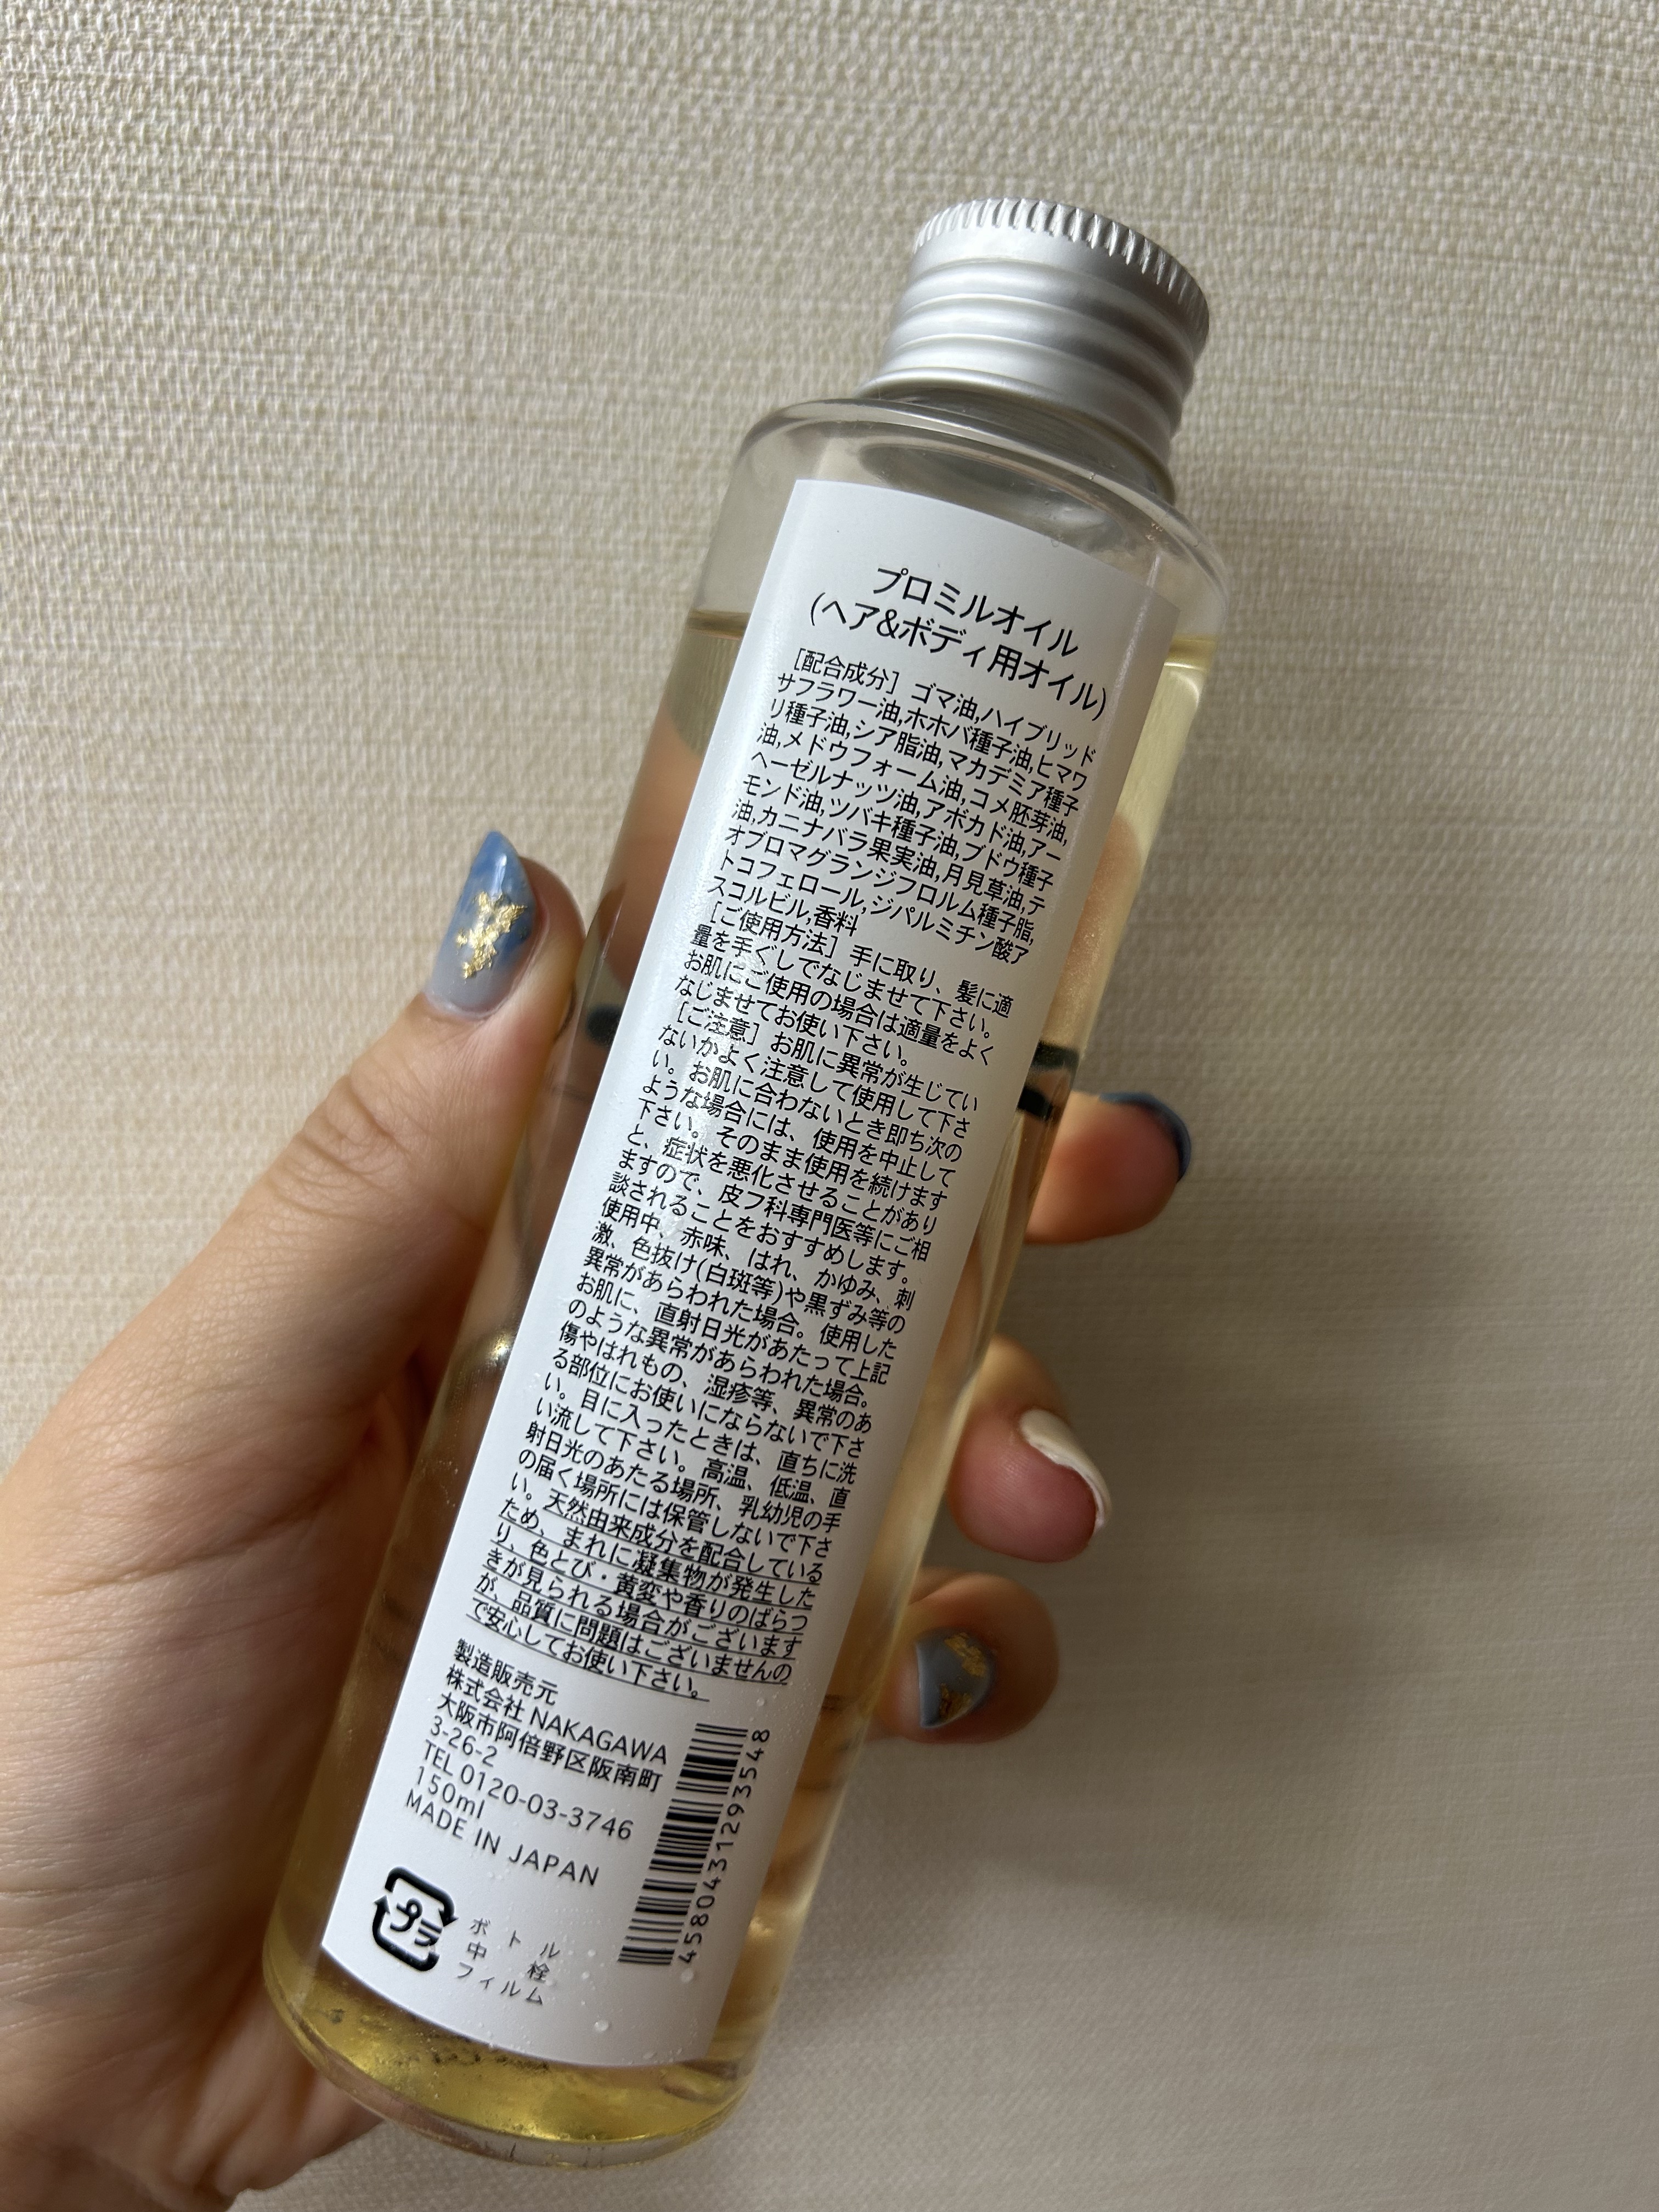 プロミルオイル
(ヘア&ボディ用オイル)
[配合成分] ゴマ油,ハイブリッド
サフラワー油,ホホバ種子油,ヒマワ
リ種子油,シア脂油,マカデミア種子
油,メドウフォーム油,コメ胚芽油,
ヘーゼルナッツ油,アボカド油,アー
モンド油,ツバキ種子油,ブドウ種子
油,カニナバラ果実油,月見草油,テ
オブロマグランジフロルム種子脂,
トコフェロール,ジパルミチン酸ア
スコルビル,香料
[ご使用方法] 手に取り、髪に適
量を手ぐしでなじませて下さい。
お肌にご使用の場合は適量をよく
なじませてお使い下さい。
[ご注意] お肌に異常が生じてい
ないかよく注意して使用して下さ
い。お肌に合わないとき即ち次の
ような場合には、使用を中止して
下さい。そのまま使用を続けます
と、症状を悪化させることがあり
ますので、皮フ科専門医等にご相
談されることをおすすめします。
使用中、赤味、はれ、かゆみ、刺
激、色抜け(白斑等)や黒ずみ等の
異常があらわれた場合。使用した
お肌に、直射日光があたって上記
のような異常があらわれた場合。
傷やはれもの、湿疹等、異常のあ
る部位にお使いにならないで下さ
い。目に入ったときは、直ちに洗
い流して下さい。高温、低温、直
射日光のあたる場所、乳幼児の手
の届く場所には保管しないで下さ
い。天然由来成分を配合している
ため、まれに凝集物が発生した
り、色とび・黄変や香りのばらつ
きが見られる場合がございます
が、品質に問題はございませんの
で安心してお使い下さい。
製造販売元
株式会社 NAKAGAWA
大阪市阿倍野区阪南町
3-26-2
TEL 0120-03-3746
150ml
MADE IN JAPAN
4580431293548
プラ
ボトル
中栓
フィルム